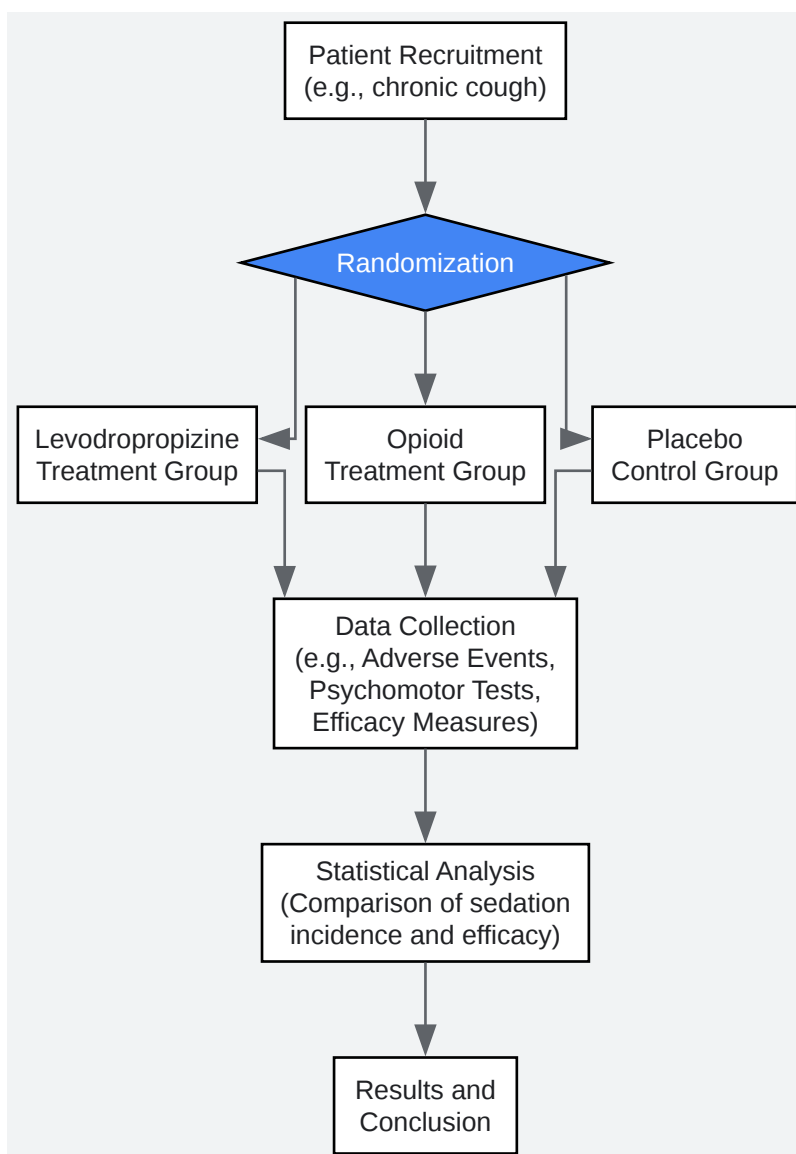 Patient Recruitment
(e.g., chronic cough)
Randomization
Levodropropizine
Treatment Group
Opioid
Treatment Group
Placebo
Control Group
Data Collection
(e.g., Adverse Events,
Psychomotor Tests,
Efficacy Measures)
Statistical Analysis
(Comparison of sedation
incidence and efficacy)
Results and
Conclusion